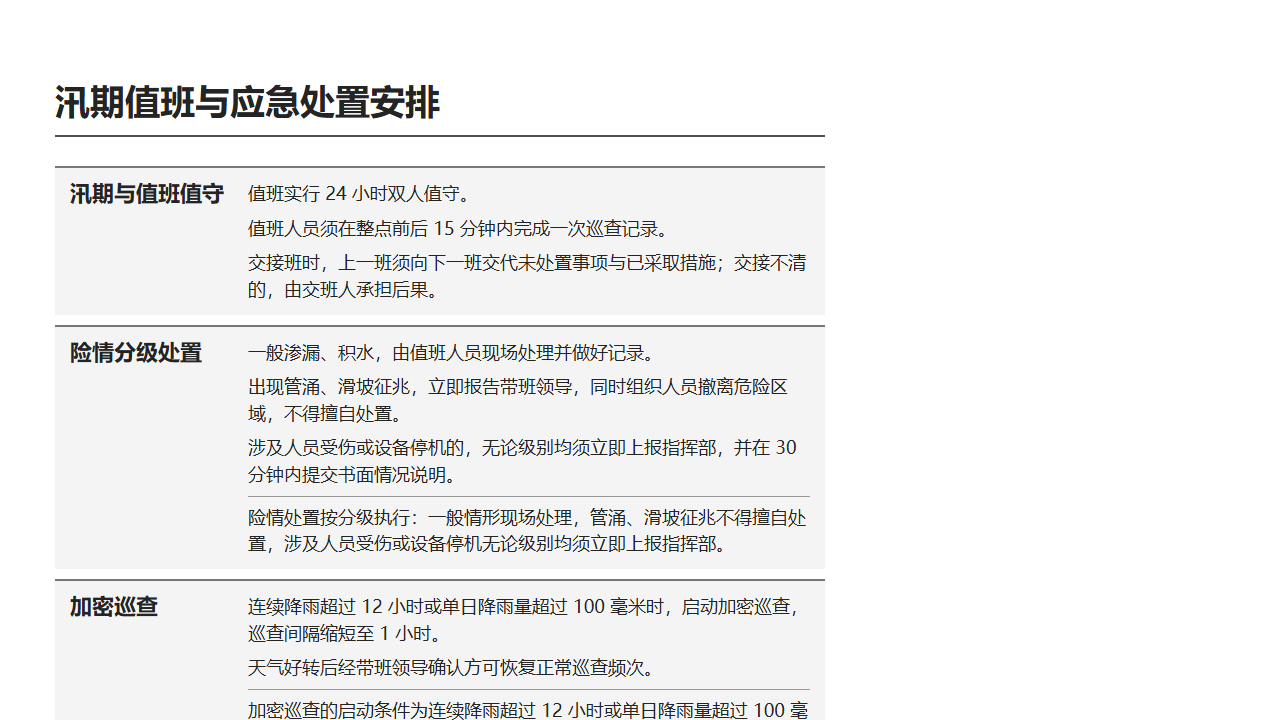 汛期值班与应急处置安排
汛期与值班值守
值班实行 24 小时双人值守。
值班人员须在整点前后 15 分钟内完成一次巡查记录。
交接班时，上一班须向下一班交代未处置事项与已采取措施；交接不清
的，由交班人承担后果。
险情分级处置
一般渗漏、积水，由值班人员现场处理并做好记录。
出现管涌、滑坡征兆，立即报告带班领导，同时组织人员撤离危险区
域，不得擅自处置。
涉及人员受伤或设备停机的，无论级别均须立即上报指挥部，并在 30
分钟内提交书面情况说明。
险情处置按分级执行：一般情形现场处理，管涌、滑坡征兆不得擅自处
置，涉及人员受伤或设备停机无论级别均须立即上报指挥部。
加密巡查
连续降雨超过 12 小时或单日降雨量超过 100 毫米时，启动加密巡查，
巡查间隔缩短至 1 小时。
天气好转后经带班领导确认方可恢复正常巡查频次。
加密巡查的启动条件为连续降雨超过 12 小时或单日降雨量超过 100 毫